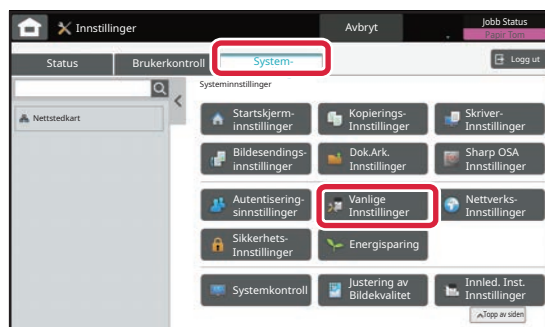 Innstillinger
Avbryt
Jobb Status
Papir Tom
Status
Brukerkontroll
System-
Logg ut
Systeminnstillinger
Nettstedkart
Startskjerm-
innstillinger
Kopierings-
Innstillinger
Skriver-
Innstillinger
Bildesendings-
innstillinger
Dok.Ark.
Innstillinger
Sharp OSA
Innstillinger
Autentisering-
sinnstillinger
Vanlige
Innstillinger
Nettverks-
Innstillinger
Sikkerhets-
Innstillinger
Energisparing
Systemkontroll
Justering av
Bildekvalitet
Innled. Inst.
Innstillinger
Topp av siden